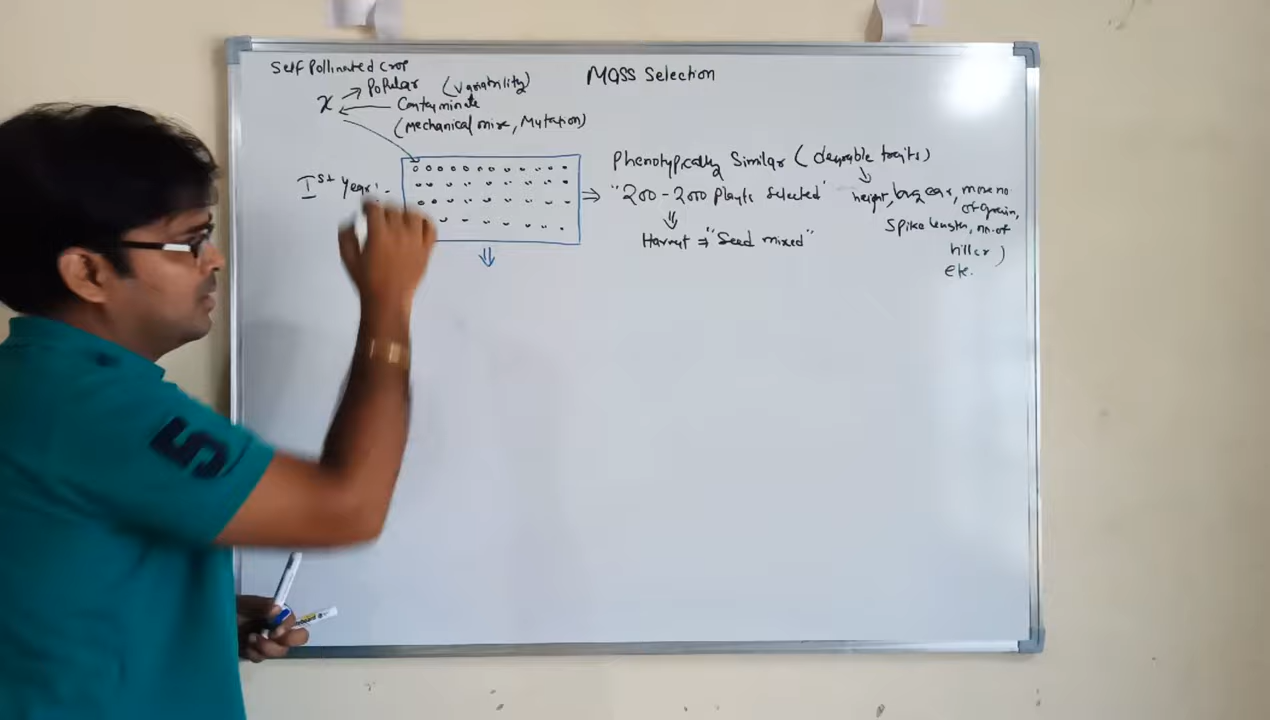 Self Pollinated Crop
Mass Selection
x → Popular (Variability)
← Contaminate
(Mechanical mix, Mutation)
Ist Year:-
Phenotypically Similar (desirable traits)
"200 - 2000 Plants Selected"
height, long ear, more no
of grain,
Spike length, no. of
tiller)
etc.
Harvest ⇒ "Seed mixed"
5